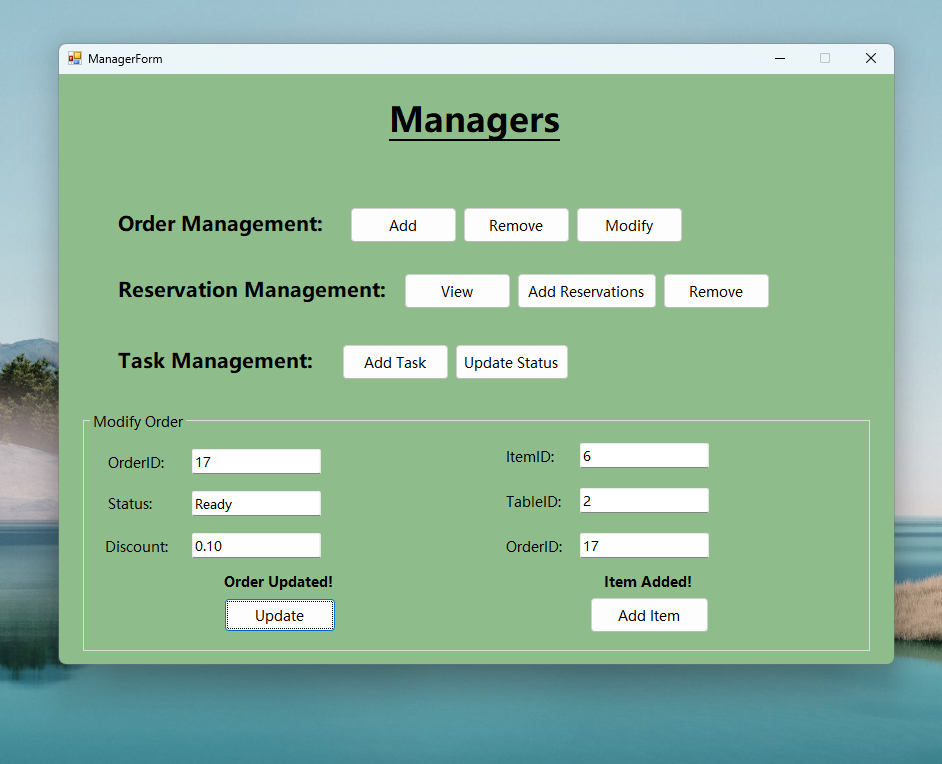 ManagerForm
Managers
Order Management: Add Remove Modify
Reservation Management: View Add Reservations Remove
Task Management: Add Task Update Status
Modify Order
OrderID: 17
Status: Ready
Discount: 0.10
Order Updated!
Update
ItemID: 6
TableID: 2
OrderID: 17
Item Added!
Add Item